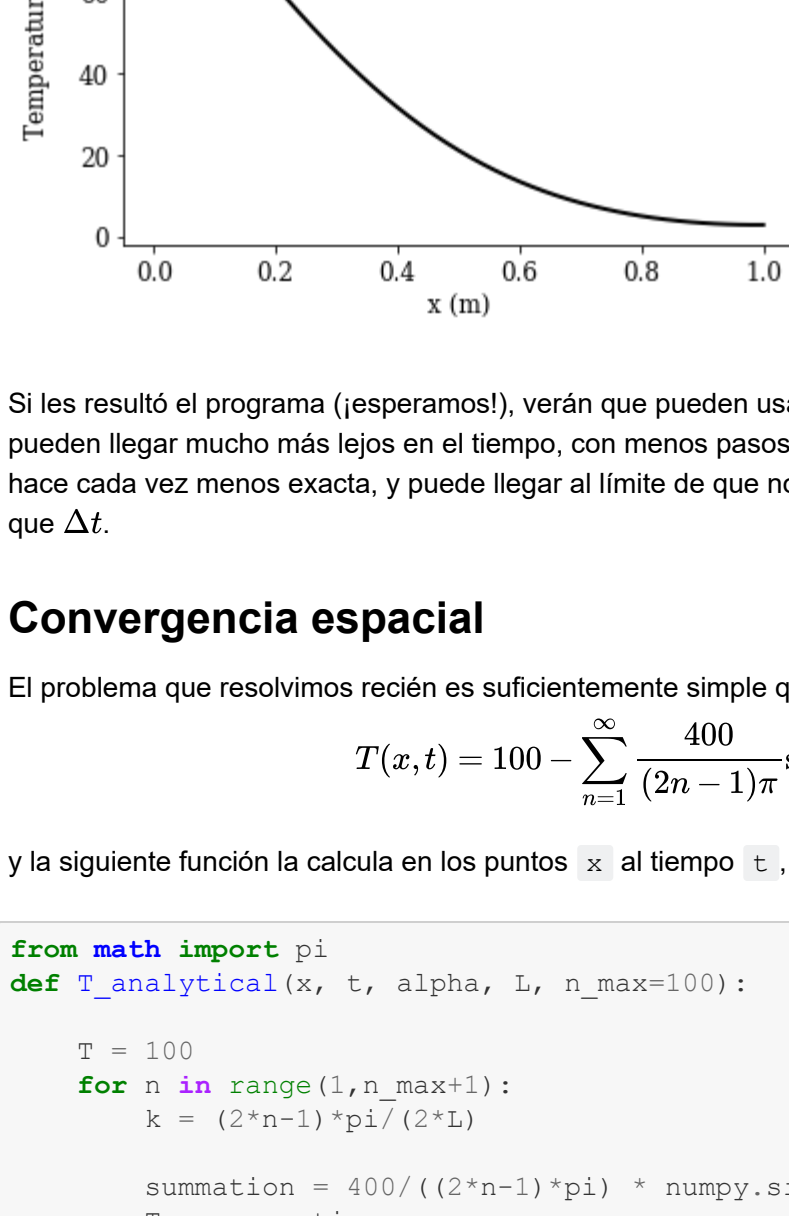 Temperatur
40
20
0
0.0 0.2 0.4 0.6 0.8 1.0
x (m)
Si les resultó el programa (¡esperamos!), verán que pueden
pueden llegar mucho más lejos en el tiempo, con menos pasos
hace cada vez menos exacta, y puede llegar al límite de que
que Δt.
Convergencia espacial
El problema que resolvimos recién es suficientemente simple
T(x, t) = 100 − ∑_{n=1}^{∞} 400/((2n − 1)π)
y la siguiente función la calcula en los puntos x al tiempo t,
from math import pi
def T_analytical(x, t, alpha, L, n_max=100):
T = 100
for n in range(1,n_max+1):
k = (2*n-1)*pi/(2*L)
summation = 400/((2*n-1)*pi) * numpy.